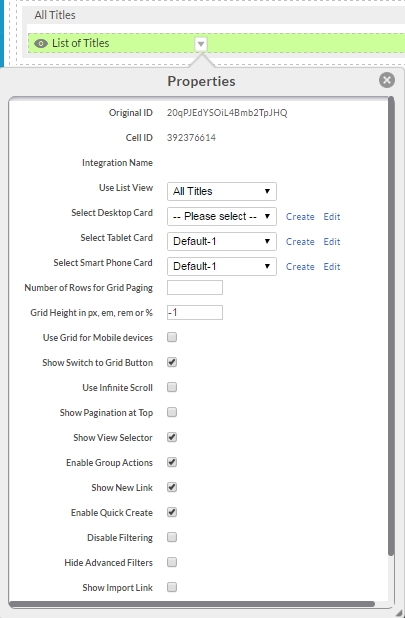 All Titles
List of Titles
Properties
Original ID 20qPJEdYSOiL4Bmb2TpJHQ
Cell ID 392376614
Integration Name
Use List View All Titles
Select Desktop Card -- Please select -- Create Edit
Select Tablet Card Default-1 Create Edit
Select Smart Phone Card Default-1 Create Edit
Number of Rows for Grid Paging
Grid Height in px, em, rem or % -1
Use Grid for Mobile devices
Show Switch to Grid Button
Use Infinite Scroll
Show Pagination at Top
Show View Selector
Enable Group Actions
Show New Link
Enable Quick Create
Disable Filtering
Hide Advanced Filters
Show Import Link